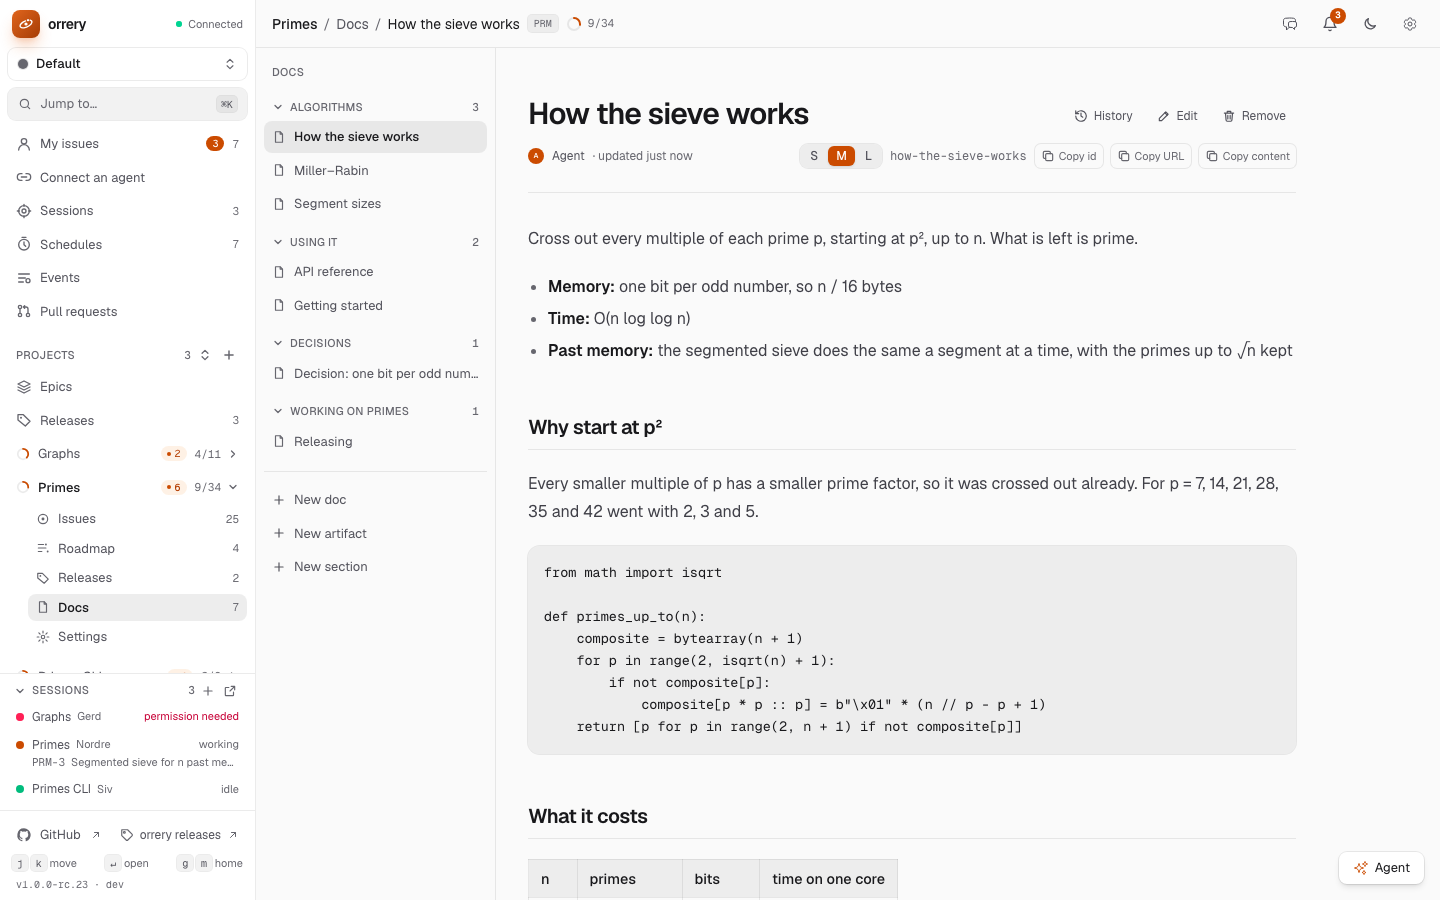 orrery
Connected
Default
Jump to...
⌘K
My issues 3 7
Connect an agent
Sessions 3
Schedules 7
Events
Pull requests
PROJECTS 3
Epics
Releases 3
Graphs 2 4/11
Primes 6 9/34
Issues 25
Roadmap 4
Releases 2
Docs 7
Settings
SESSIONS 3
Graphs Gerd permission needed
Primes Nordre working
PRM-3 Segmented sieve for n past me...
Primes CLI Siv idle
GitHub
orrery releases
j k move
↵ open
g m home
v1.0.0-rc.23 · dev
Primes / Docs / How the sieve works PRM 9/34
3
DOCS
ALGORITHMS 3
How the sieve works
Miller–Rabin
Segment sizes
USING IT 2
API reference
Getting started
DECISIONS 1
Decision: one bit per odd num...
WORKING ON PRIMES 1
Releasing
New doc
New artifact
New section
How the sieve works
History Edit Remove
A Agent · updated just now
S M L how-the-sieve-works Copy id Copy URL Copy content
Cross out every multiple of each prime p, starting at p², up to n. What is left is prime.
• Memory: one bit per odd number, so n / 16 bytes
• Time: O(n log log n)
• Past memory: the segmented sieve does the same a segment at a time, with the primes up to √n kept
Why start at p²
Every smaller multiple of p has a smaller prime factor, so it was crossed out already. For p = 7, 14, 21, 28,
35 and 42 went with 2, 3 and 5.
from math import isqrt
def primes_up_to(n):
    composite = bytearray(n + 1)
    for p in range(2, isqrt(n) + 1):
        if not composite[p]:
            composite[p * p :: p] = b"\x01" * (n // p - p + 1)
    return [p for p in range(2, n + 1) if not composite[p]]
What it costs
n primes bits time on one core
Agent